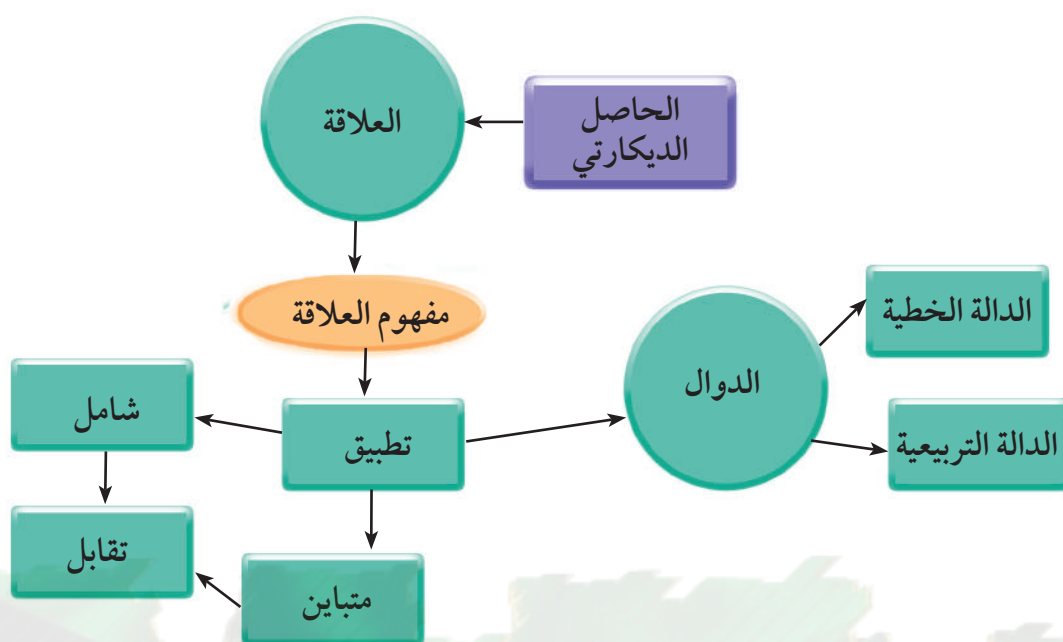 الحاصل
الديكارتي
العلاقة
مفهوم العلاقة
الدالة الخطية
الدوال
شامل
تطبيق
الدالة التربيعية
تقابل
متباين